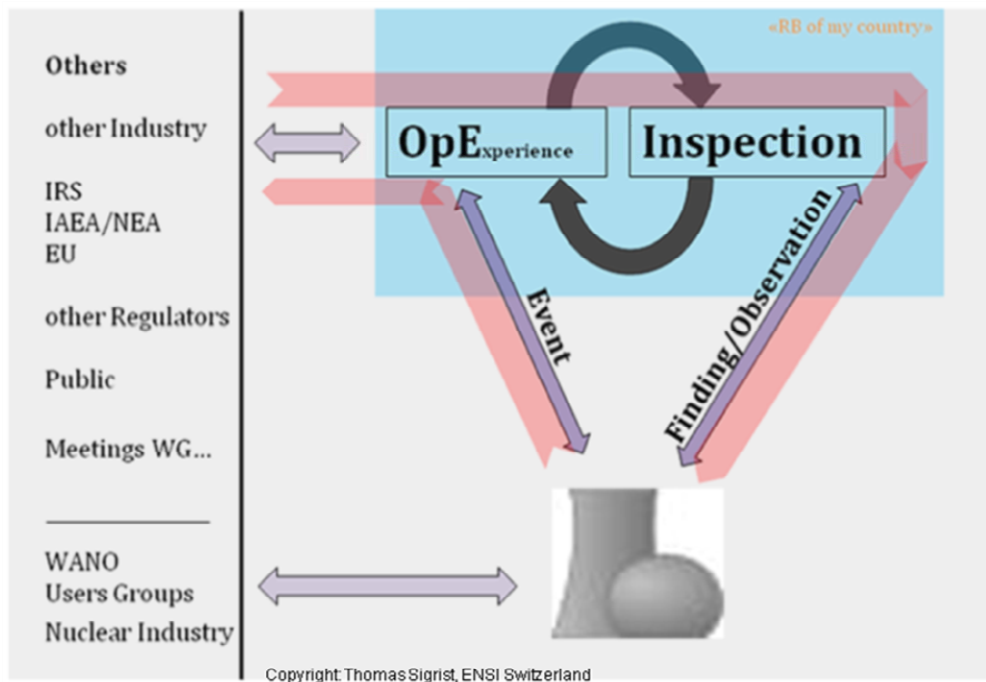 «RB of my country»
Others
other Industry
IRS
IAEA/NEA
EU
other Regulators
Public
Meetings WG...
WANO
Users Groups
Nuclear Industry
OpExperience
Inspection
Event
Finding/Observation
Copyright: Thomas Sigrist, ENSI Switzerland